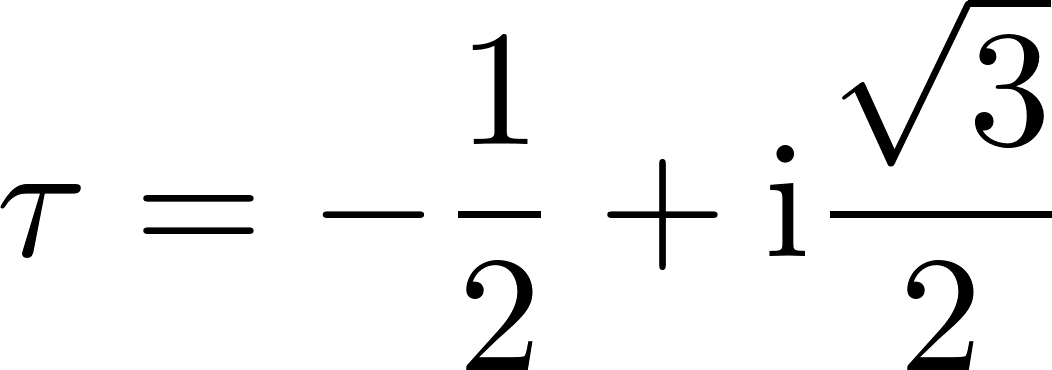 τ = −1/2 + i√3/2